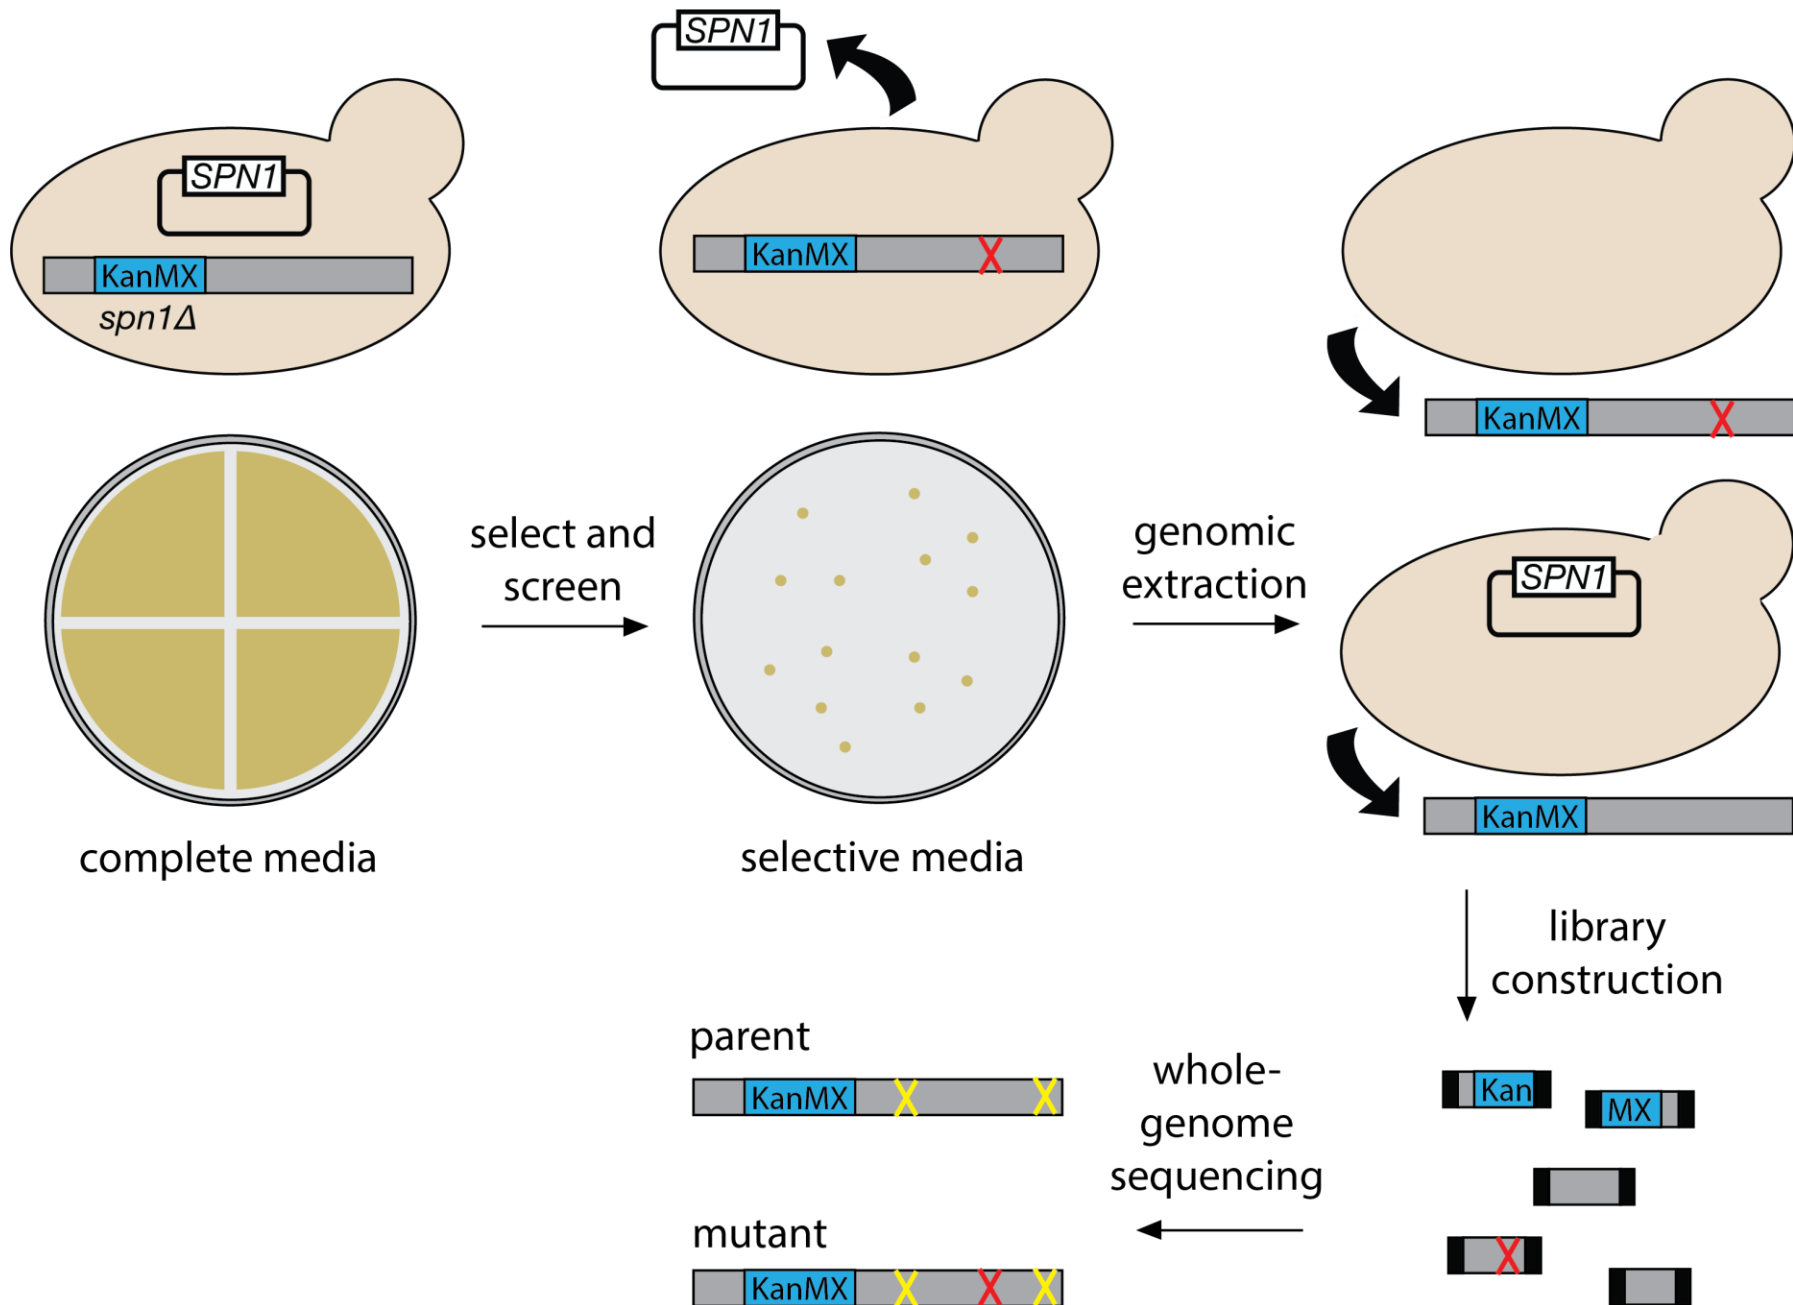 SPN1
KanMX
spn1Δ
complete media
select and
screen
SPN1
KanMX
selective media
genomic
extraction
KanMX
SPN1
KanMX
library
construction
Kan
MX
whole-
genome
sequencing
parent
KanMX
mutant
KanMX